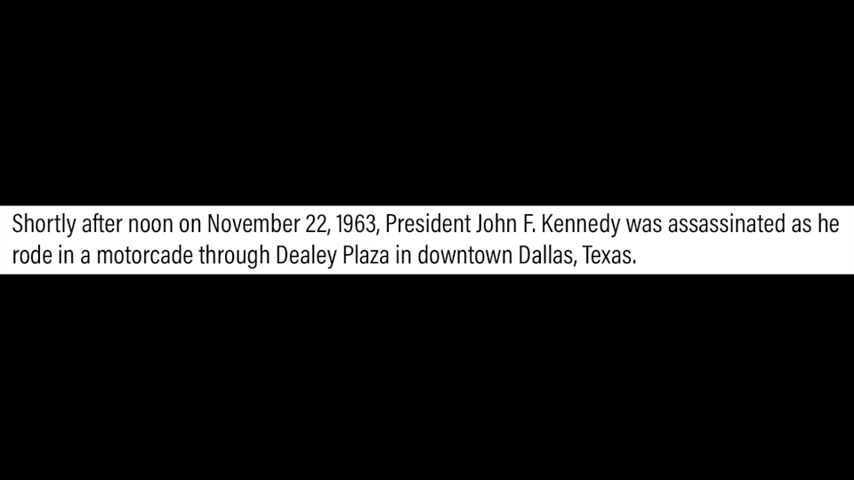 Shortly after noon on November 22, 1963, President John F. Kennedy was assassinated as he
rode in a motorcade through Dealey Plaza in downtown Dallas, Texas.